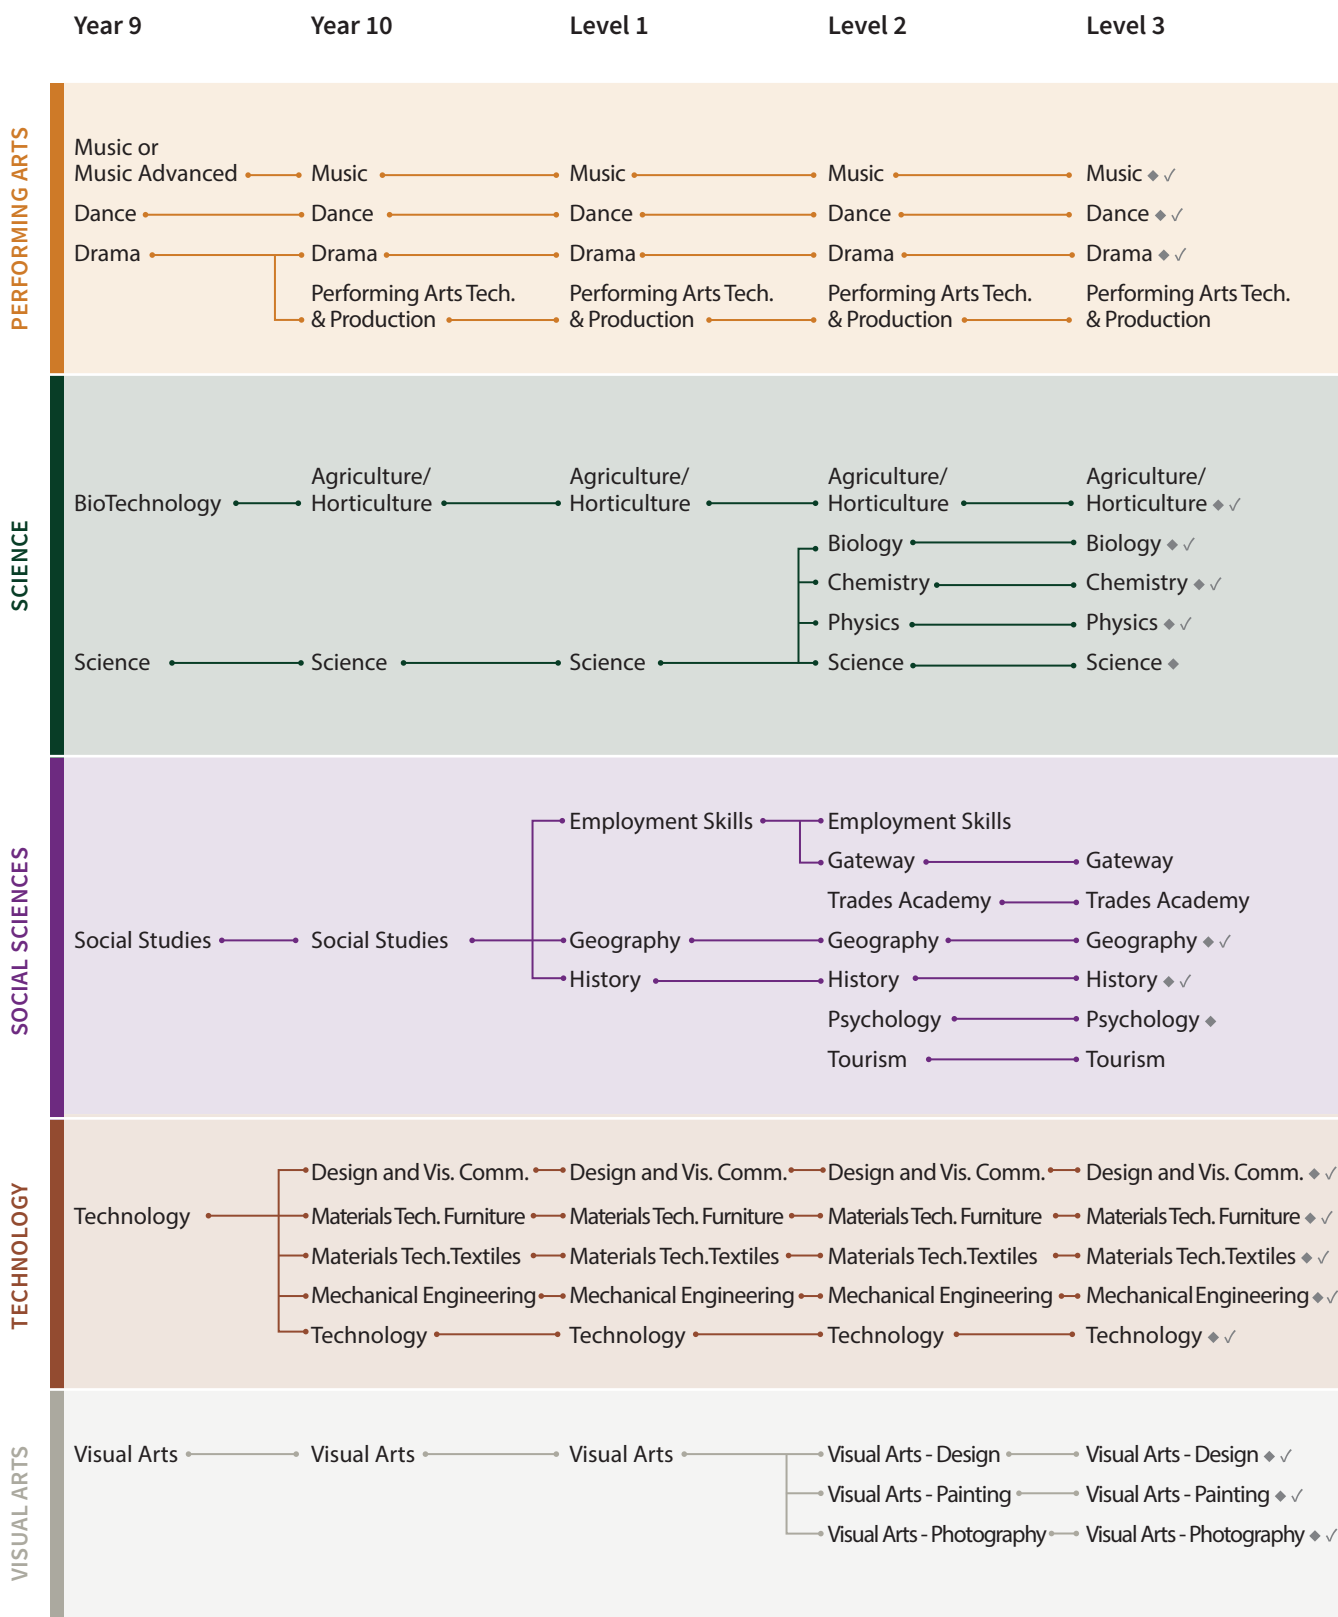 Year 9 Year 10 Level 1 Level 2 Level 3
PERFORMING ARTS
Music or
Music Advanced Music Music Music Music ◆ ✓
Dance Dance Dance Dance Dance ◆ ✓
Drama Drama Drama Drama Drama ◆ ✓
Performing Arts Tech. Performing Arts Tech. Performing Arts Tech. Performing Arts Tech.
& Production & Production & Production & Production
SCIENCE
Agriculture/ Agriculture/ Agriculture/ Agriculture/
BioTechnology Horticulture Horticulture Horticulture Horticulture ◆ ✓
Biology Biology ◆ ✓
Chemistry Chemistry ◆ ✓
Physics Physics ◆ ✓
Science Science Science Science Science ◆
SOCIAL SCIENCES
Employment Skills Employment Skills
Gateway Gateway
Trades Academy Trades Academy
Social Studies Social Studies Geography Geography Geography ◆ ✓
History History History ◆ ✓
Psychology Psychology ◆
Tourism Tourism
TECHNOLOGY
Design and Vis. Comm. Design and Vis. Comm. Design and Vis. Comm. Design and Vis. Comm. ◆ ✓
Technology Materials Tech. Furniture Materials Tech. Furniture Materials Tech. Furniture Materials Tech. Furniture ◆ ✓
Materials Tech.Textiles Materials Tech.Textiles Materials Tech.Textiles Materials Tech.Textiles ◆ ✓
Mechanical Engineering Mechanical Engineering Mechanical Engineering Mechanical Engineering ◆ ✓
Technology Technology Technology Technology ◆ ✓
VISUAL ARTS
Visual Arts Visual Arts Visual Arts Visual Arts - Design Visual Arts - Design ◆ ✓
Visual Arts - Painting Visual Arts - Painting ◆ ✓
Visual Arts - Photography Visual Arts - Photography ◆ ✓